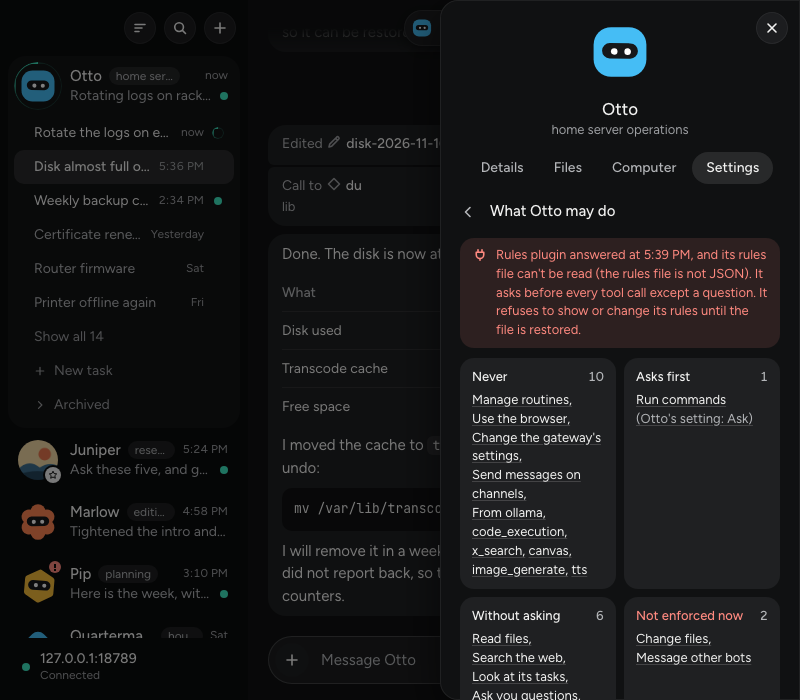 Otto home ser... now
Rotating logs on rack...
Rotate the logs on e... now
Disk almost full o... 5:36 PM
Weekly backup c... 2:34 PM
Certificate rene... Yesterday
Router firmware Sat
Printer offline again Fri
Show all 14
New task
Archived
Juniper rese... 5:24 PM
Ask these five, and g...
Marlow editi... 4:58 PM
Tightened the intro and...
Pip planning 3:10 PM
Here is the week, wit...
Quarterma hou Sat
127.0.0.1:18789
Connected
so it can be restor
Edited disk-2026-11-1
Call to du
lib
Done. The disk is now at
What
Disk used
Transcode cache
Free space
I moved the cache to
undo:
mv /var/lib/transco
I will remove it in a week
did not report back, so t
counters.
Message Otto
Otto
home server operations
Details Files Computer Settings
What Otto may do
Rules plugin answered at 5:39 PM, and its rules
file can't be read (the rules file is not JSON). It
asks before every tool call except a question. It
refuses to show or change its rules until the
file is restored.
Never 10
Manage routines,
Use the browser,
Change the gateway's
settings,
Send messages on
channels,
From ollama,
code_execution,
x_search, canvas,
image_generate, tts
Asks first 1
Run commands
(Otto's setting: Ask)
Without asking 6
Read files,
Search the web,
Look at its tasks,
Ask you questions,
Not enforced now 2
Change files,
Message other bots